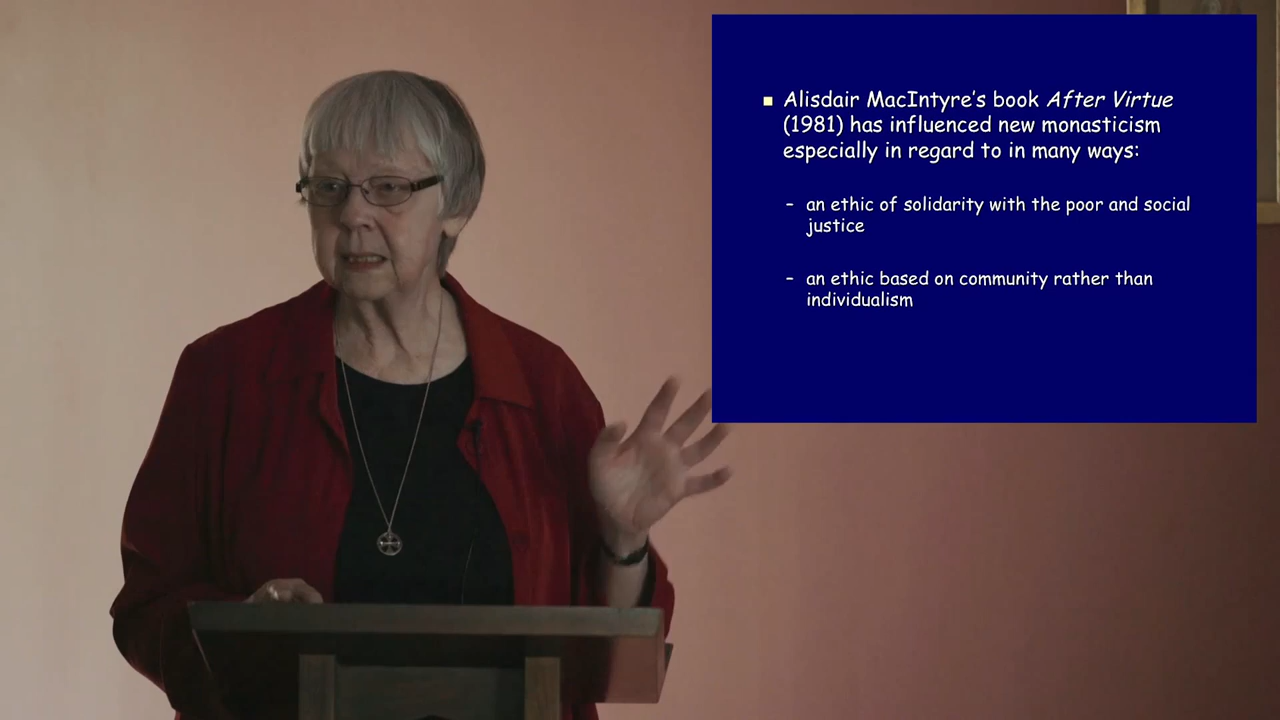 ▪ Alisdair MacIntyre's book After Virtue
(1981) has influenced new monasticism
especially in regard to in many ways:
– an ethic of solidarity with the poor and social
justice
– an ethic based on community rather than
individualism